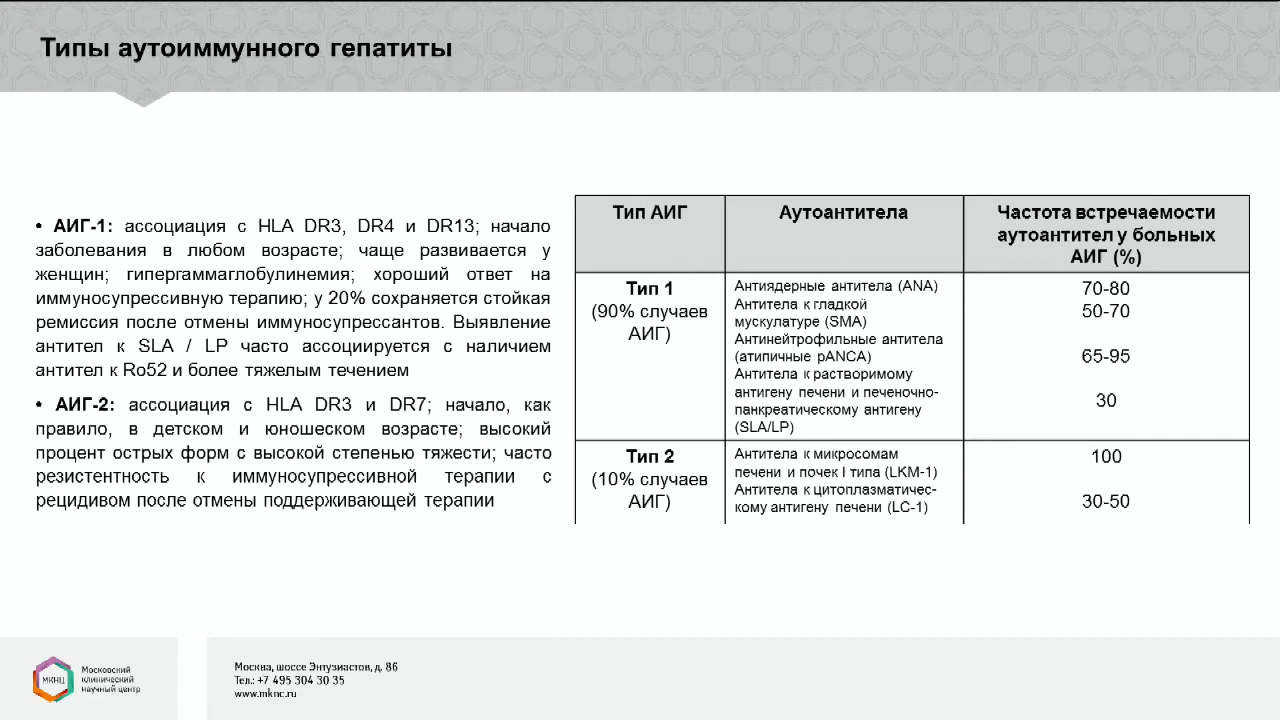 Типы аутоиммунного гепатиты
• АИГ-1: ассоциация с HLA DR3, DR4 и DR13; начало
заболевания в любом возрасте; чаще развивается у
женщин; гипергаммаглобулинемия; хороший ответ на
иммуносупрессивную терапию; у 20% сохраняется стойкая
ремиссия после отмены иммуносупрессантов. Выявление
антител к SLA / LP часто ассоциируется с наличием
антител к Ro52 и более тяжелым течением
• АИГ-2: ассоциация с HLA DR3 и DR7; начало, как
правило, в детском и юношеском возрасте; высокий
процент острых форм с высокой степенью тяжести; часто
резистентность к иммуносупрессивной терапии с
рецидивом после отмены поддерживающей терапии
Тип АИГ
Аутоантитела
Частота встречаемости
аутоантител у больных
АИГ (%)
Тип 1
(90% случаев
АИГ)
Антиядерные антитела (ANA)
Антитела к гладкой
мускулатуре (SMA)
Антинейтрофильные антитела
(атипичные pANCA)
Антитела к растворимому
антигену печени и печеночно-
панкреатическому антигену
(SLA/LP)
70-80
50-70
65-95
30
Тип 2
(10% случаев
АИГ)
Антитела к микросомам
печени и почек I типа (LKM-1)
Антитела к цитоплазматичес-
кому антигену печени (LC-1)
100
30-50
МКНЦ
Московский
клинический
научный центр
Москва, шоссе Энтузиастов, д. 86
Тел.: +7 495 304 30 35
www.mknc.ru